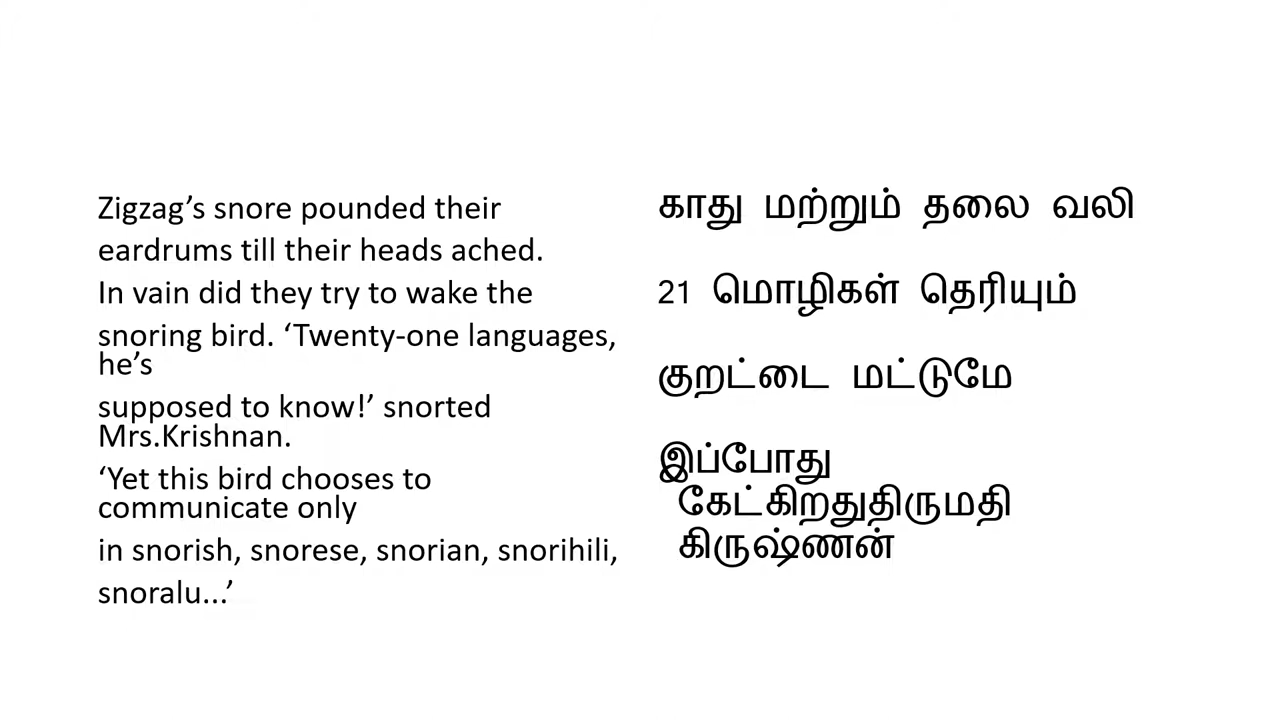 Zigzag’s snore pounded their
eardrums till their heads ached.
In vain did they try to wake the
snoring bird. ‘Twenty-one languages,
he’s
supposed to know!’ snorted
Mrs.Krishnan.
‘Yet this bird chooses to
communicate only
in snorish, snorese, snorian, snorihili,
snoralu...’
காது மற்றும் தலை வலி
21 மொழிகள் தெரியும்
குறட்டை மட்டுமே
இப்போது
கேட்கிறதுதிருமதி
கிருஷ்ணன்